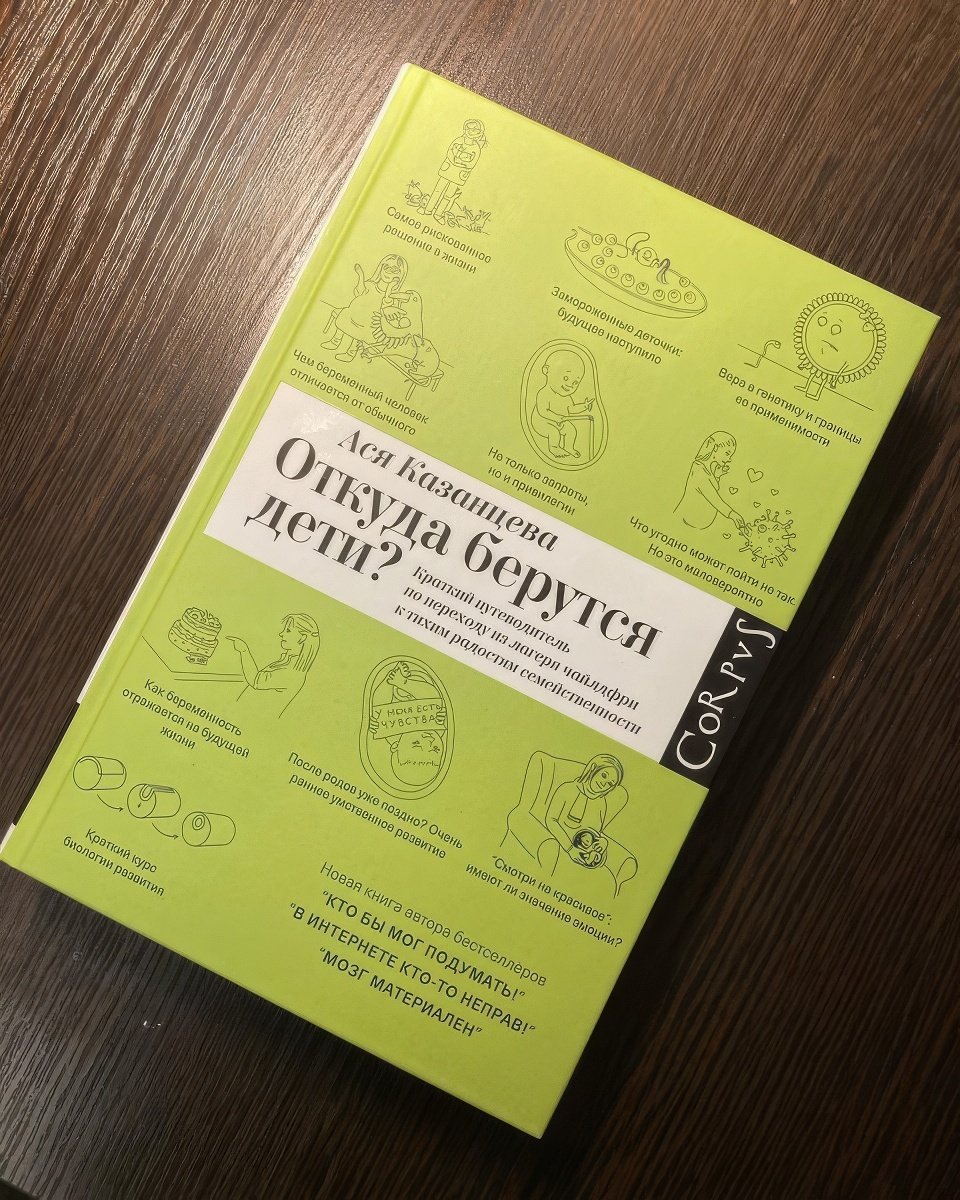 Самое рискованное
решение в жизни
Замороженные деточки:
будущее наступило
Вера в генетику и границы
ее применимости
Чем беременный человек
отличается от обычного
Не только запреты,
но и привилегии
Что угодно может пойти не так.
Но это маловероятно
Ася Казанцева
Откуда берутся
дети?
Краткий путеводитель
по переходу из лагеря чайлдфри
к тихим радостям семейственности
CORPVS
Как беременность
отражается на будущей
жизни
У МЕНЯ ЕСТЬ
ЧУВСТВА
После родов уже поздно? Очень
раннее умственное развитие
"Смотри на красивое":
имеют ли значение эмоции?
Краткий курс
биологии развития
Новая книга автора бестселлеров
"КТО БЫ МОГ ПОДУМАТЬ!"
"В ИНТЕРНЕТЕ КТО-ТО НЕПРАВ!"
"МОЗГ МАТЕРИАЛЕН"